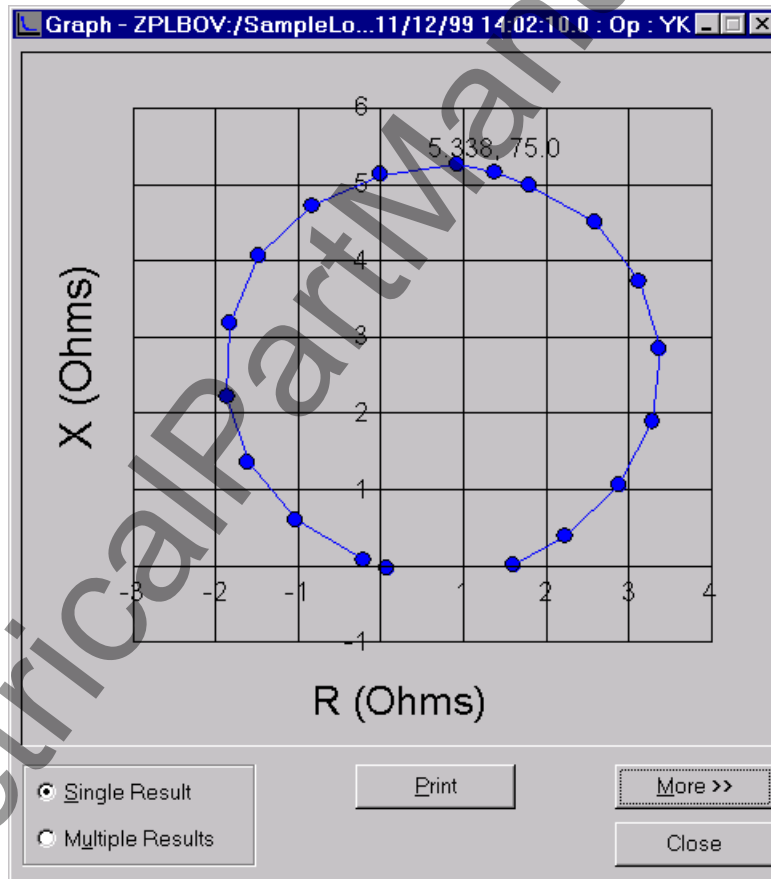 Graph - ZPLBOV:/SampleLo...11/12/99 14:02:10.0 : Op : YK
6
5.338, 75.0
5
4
3
2
1
-3 -2 -1 1 2 3 4
-1
X (Ohms)
R (Ohms)
Single Result
Multiple Results
Print
More >>
Close